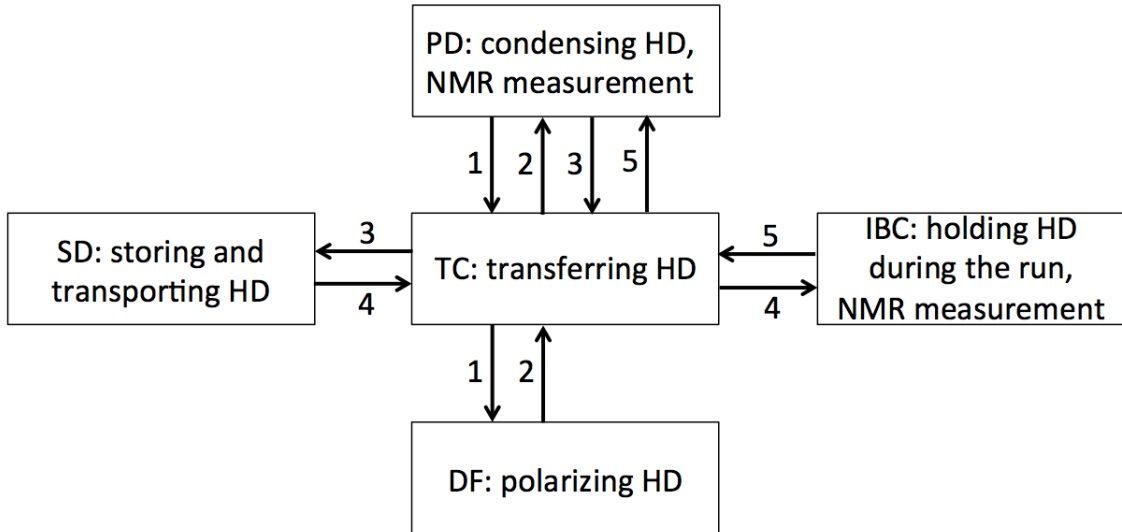 PD: condensing HD,
NMR measurement
1
2
3
5
SD: storing and
transporting HD
3
4
TC: transferring HD
5
4
IBC: holding HD
during the run,
NMR measurement
1
2
DF: polarizing HD